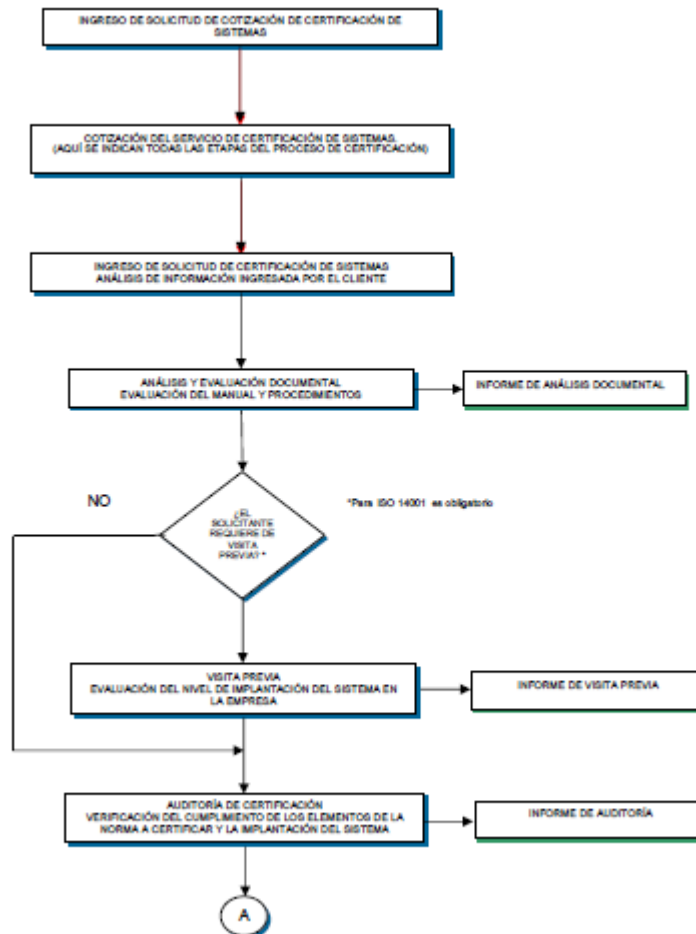 INGRESO DE SOLICITUD DE COTIZACIÓN DE CERTIFICACIÓN DE
SISTEMAS
COTIZACIÓN DEL SERVICIO DE CERTIFICACIÓN DE SISTEMAS.
(AQUÍ SE INDICAN TODAS LAS ETAPAS DEL PROCESO DE CERTIFICACIÓN)
INGRESO DE SOLICITUD DE CERTIFICACIÓN DE SISTEMAS
ANÁLISIS DE INFORMACIÓN INGRESADA POR EL CLIENTE
ANÁLISIS Y EVALUACIÓN DOCUMENTAL
EVALUACIÓN DEL MANUAL Y PROCEDIMIENTOS
INFORME DE ANÁLISIS DOCUMENTAL
NO
¿EL
SOLICITANTE
REQUIERE DE
VISITA
PREVIA?*
*Para ISO 14001 es obligatorio
VISITA PREVIA
EVALUACIÓN DEL NIVEL DE IMPLANTACIÓN DEL SISTEMA EN
LA EMPRESA
INFORME DE VISITA PREVIA
AUDITORÍA DE CERTIFICACIÓN
VERIFICACIÓN DEL CUMPLIMIENTO DE LOS ELEMENTOS DE LA
NORMA A CERTIFICAR Y LA IMPLANTACIÓN DEL SISTEMA
INFORME DE AUDITORÍA
A